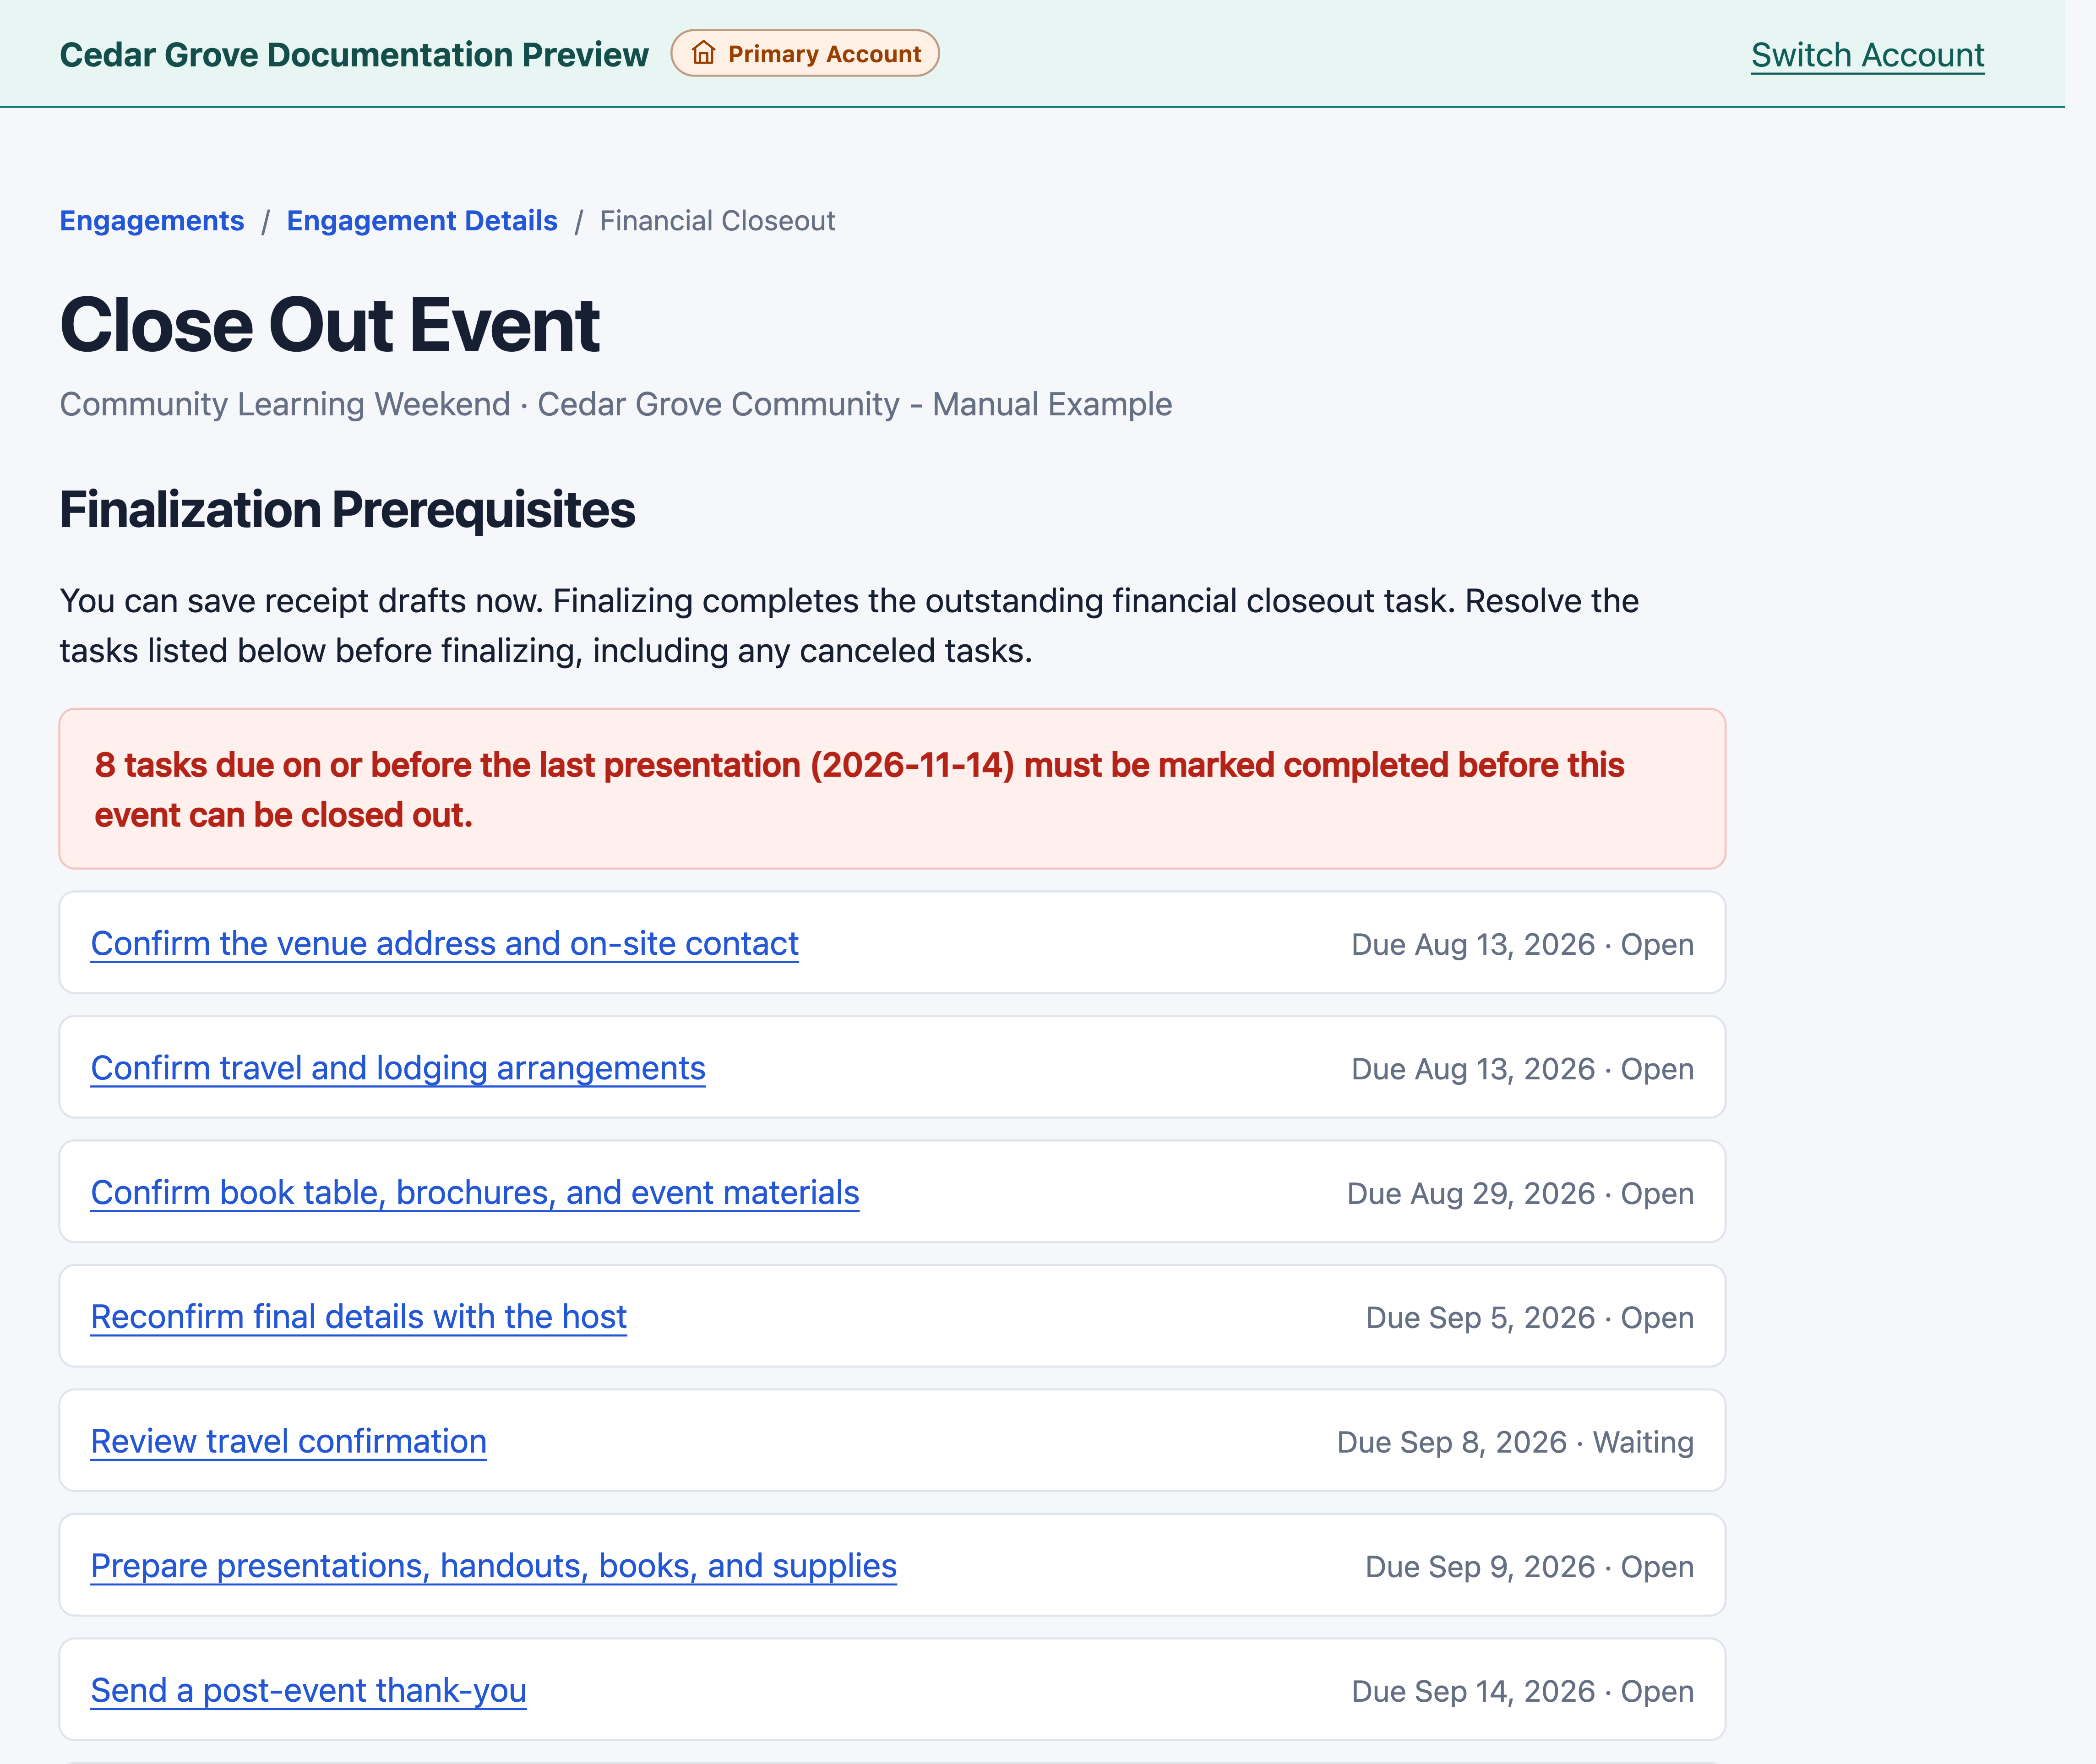 Cedar Grove Documentation Preview
Primary Account
Switch Account
Engagements / Engagement Details / Financial Closeout
Close Out Event
Community Learning Weekend · Cedar Grove Community - Manual Example
Finalization Prerequisites
You can save receipt drafts now. Finalizing completes the outstanding financial closeout task. Resolve the
tasks listed below before finalizing, including any canceled tasks.
8 tasks due on or before the last presentation (2026-11-14) must be marked completed before this
event can be closed out.
Confirm the venue address and on-site contact Due Aug 13, 2026 · Open
Confirm travel and lodging arrangements Due Aug 13, 2026 · Open
Confirm book table, brochures, and event materials Due Aug 29, 2026 · Open
Reconfirm final details with the host Due Sep 5, 2026 · Open
Review travel confirmation Due Sep 8, 2026 · Waiting
Prepare presentations, handouts, books, and supplies Due Sep 9, 2026 · Open
Send a post-event thank-you Due Sep 14, 2026 · Open